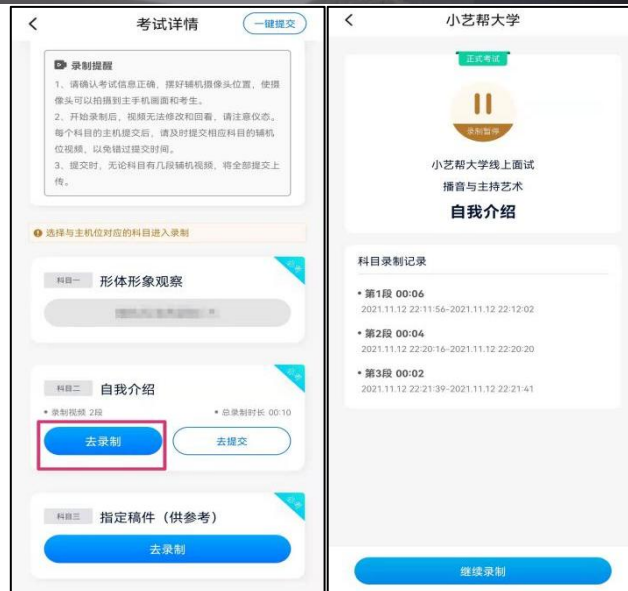 考试详情
一键提交
录制提醒
1、请确认考试信息正确，摆好辅机摄像头位置，使摄
像头可以拍摄到主手机画面和考生。
2、开始录制后，视频无法修改和回看，请注意仪态。
每个科目的主机提交后，请及时提交相应科目的辅机
位视频，以免错过提交时间。
3、提交时，无论科目有几段辅机视频，将全部提交上
传。
选择与主机位对应的科目进入录制
科目一 形体形象观察
科目二 自我介绍
• 录制视频 2段 • 总录制时长 00:10
去录制 去提交
科目三 指定稿件（供参考）
去录制
小艺帮大学
正式考试
录制暂停
小艺帮大学线上面试
播音与主持艺术
自我介绍
科目录制记录
• 第1段 00:06
2021.11.12 22:11:56-2021.11.12 22:12:02
• 第2段 00:04
2021.11.12 22:20:16-2021.11.12 22:20:20
• 第3段 00:02
2021.11.12 22:21:39-2021.11.12 22:21:41
继续录制